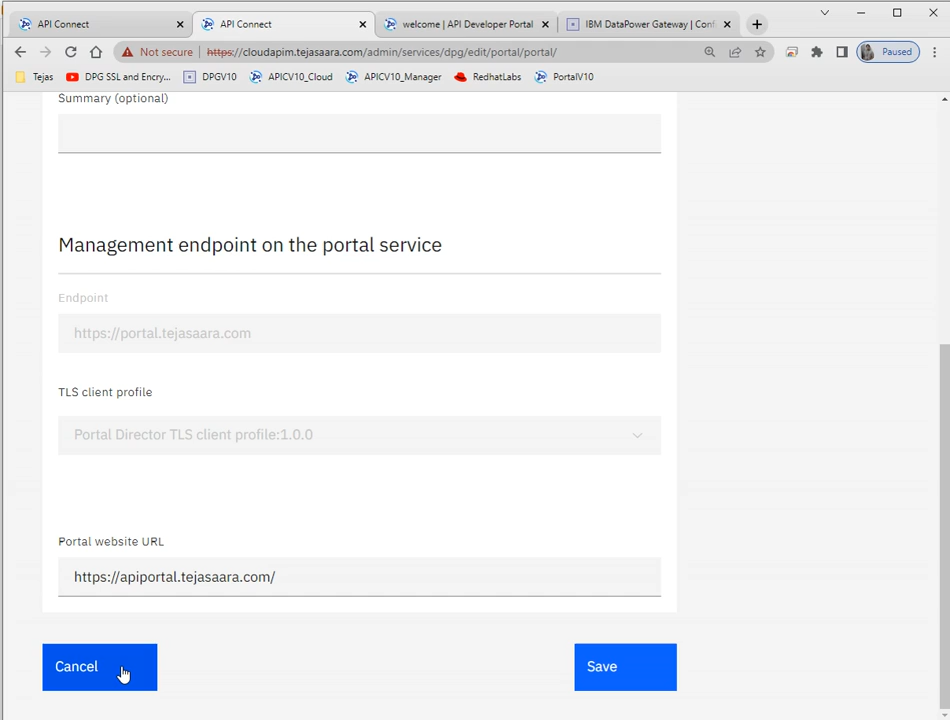 API Connect
API Connect
welcome | API Developer Portal
IBM DataPower Gateway | Conf
Not secure
https://cloudapim.tejasaara.com/admin/services/dpg/edit/portal/portal/
Paused
Tejas
DPG SSL and Encry...
DPGV10
APICV10_Cloud
APICV10_Manager
RedhatLabs
PortalV10
Summary (optional)
Management endpoint on the portal service
Endpoint
https://portal.tejasaara.com
TLS client profile
Portal Director TLS client profile:1.0.0
Portal website URL
https://apiportal.tejasaara.com/
Cancel
Save